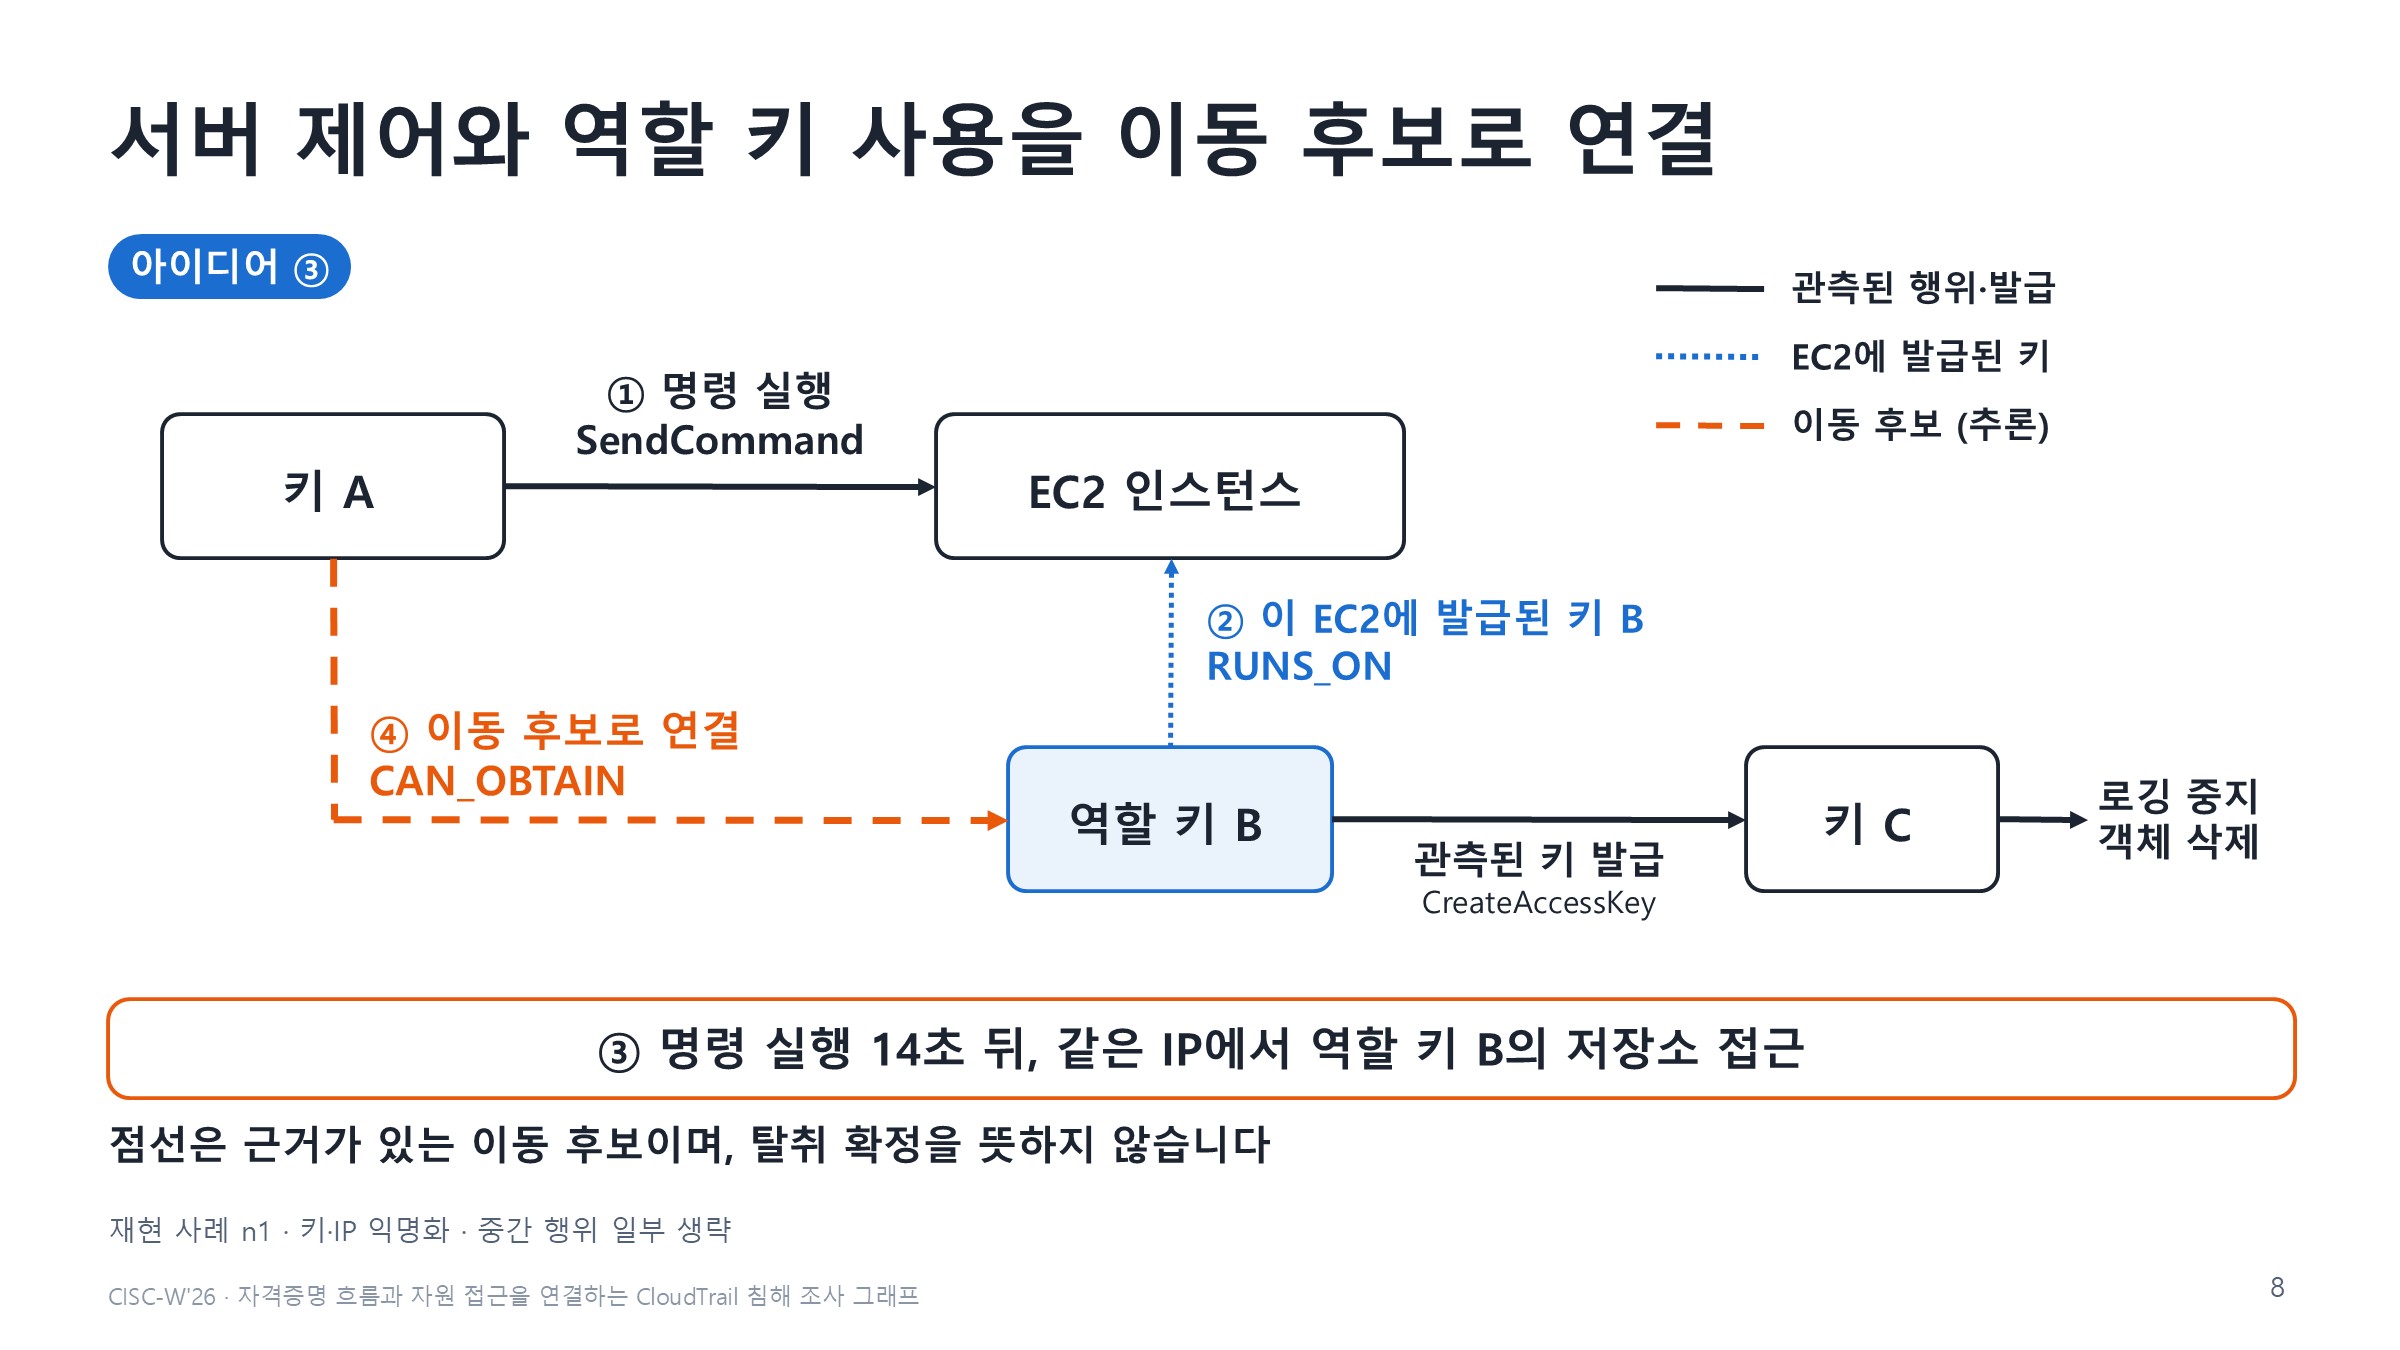 서버 제어와 역할 키 사용을 이동 후보로 연결
아이디어 ③
관측된 행위·발급
EC2에 발급된 키
이동 후보 (추론)
① 명령 실행
SendCommand
키 A
EC2 인스턴스
② 이 EC2에 발급된 키 B
RUNS_ON
④ 이동 후보로 연결
CAN_OBTAIN
역할 키 B
관측된 키 발급
CreateAccessKey
키 C
로깅 중지
객체 삭제
③ 명령 실행 14초 뒤, 같은 IP에서 역할 키 B의 저장소 접근
점선은 근거가 있는 이동 후보이며, 탈취 확정을 뜻하지 않습니다
재현 사례 n1 · 키·IP 익명화 · 중간 행위 일부 생략
CISC-W'26 · 자격증명 흐름과 자원 접근을 연결하는 CloudTrail 침해 조사 그래프
8